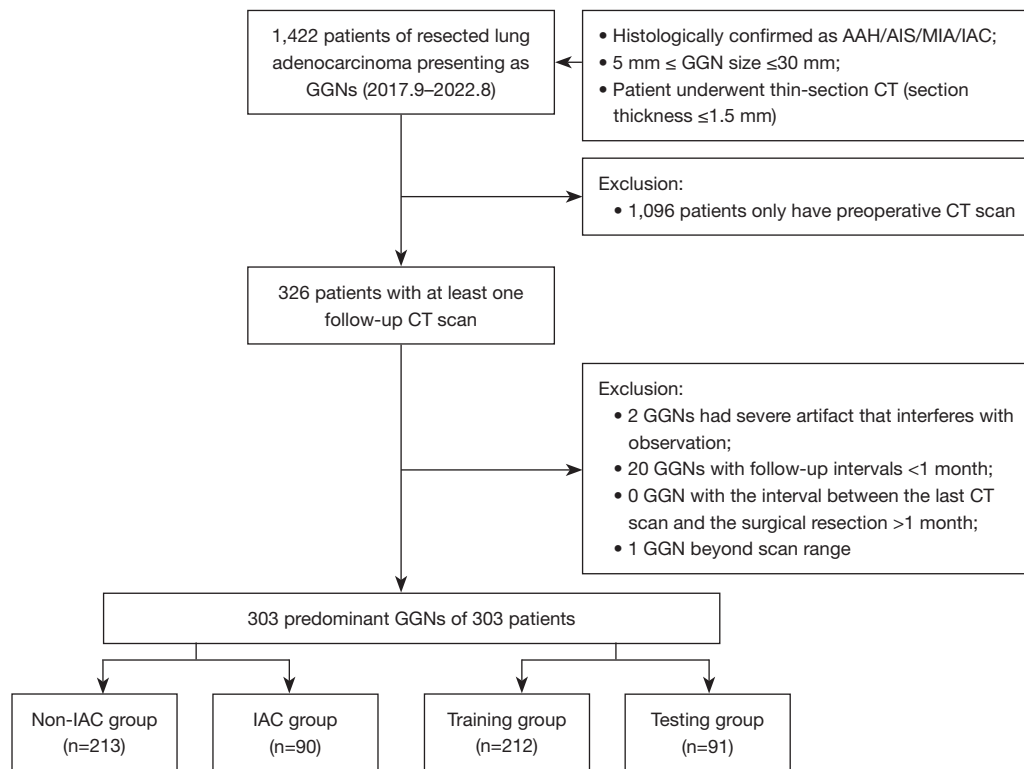 1,422 patients of resected lung
adenocarcinoma presenting as
GGNs (2017.9–2022.8)
• Histologically confirmed as AAH/AIS/MIA/IAC;
• 5 mm ≤ GGN size ≤30 mm;
• Patient underwent thin-section CT (section
thickness ≤1.5 mm)
Exclusion:
• 1,096 patients only have preoperative CT scan
326 patients with at least one
follow-up CT scan
Exclusion:
• 2 GGNs had severe artifact that interferes with
observation;
• 20 GGNs with follow-up intervals <1 month;
• 0 GGN with the interval between the last CT
scan and the surgical resection >1 month;
• 1 GGN beyond scan range
303 predominant GGNs of 303 patients
Non-IAC group
(n=213)
IAC group
(n=90)
Training group
(n=212)
Testing group
(n=91)